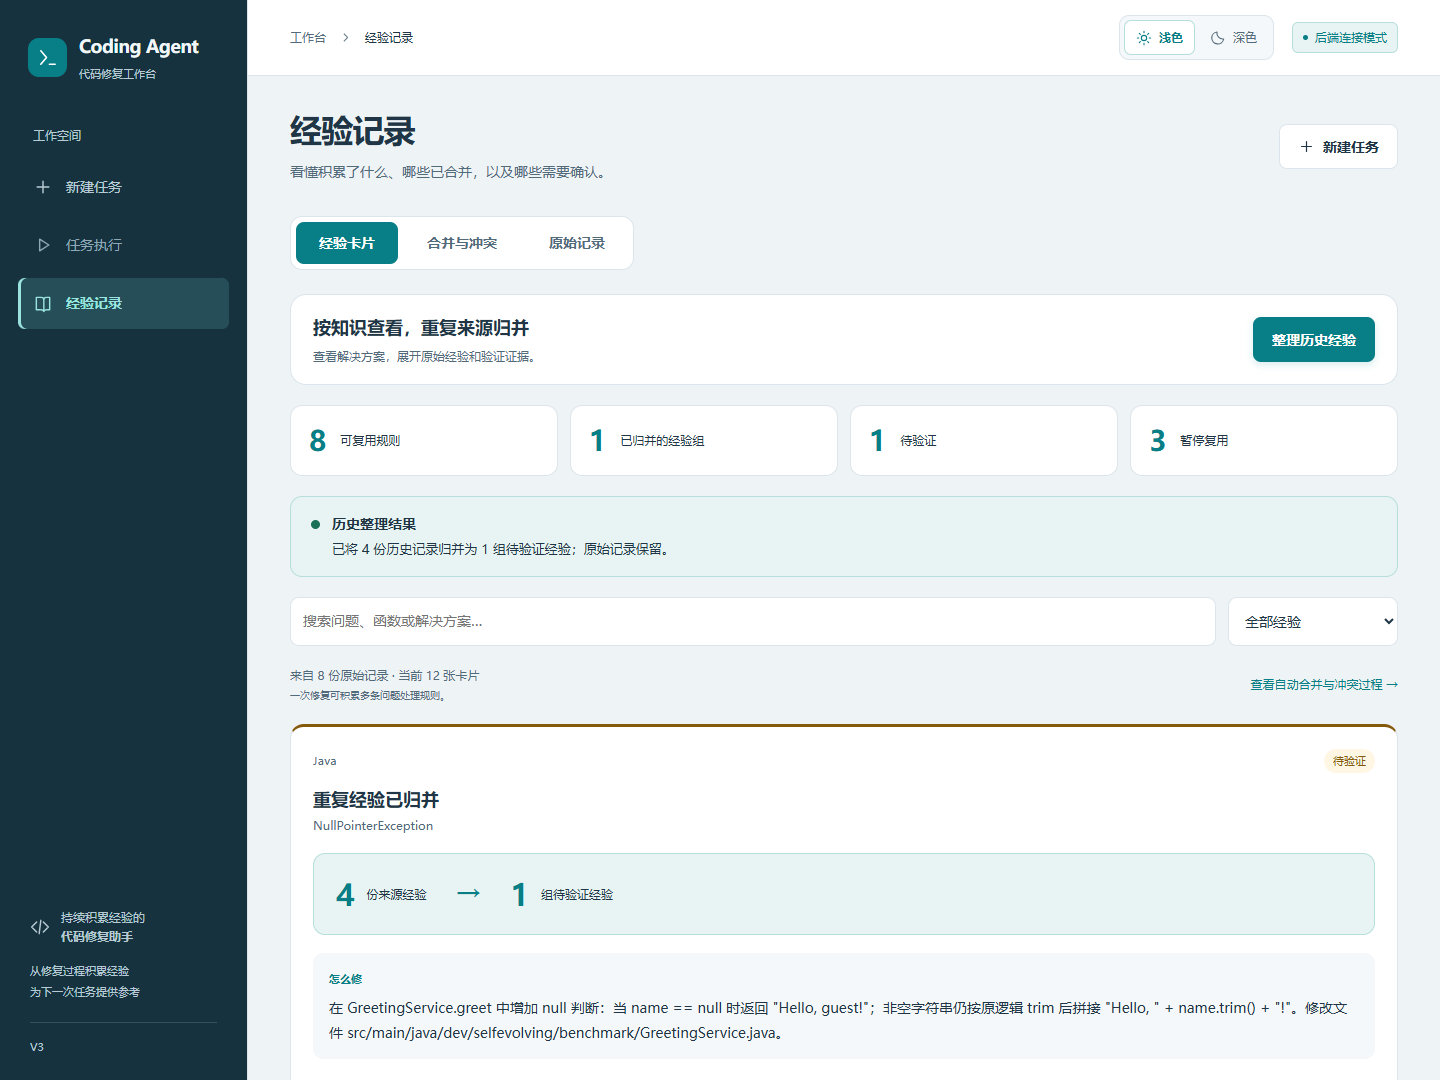 Coding Agent
代码修复工作台
工作空间
新建任务
任务执行
经验记录
持续积累经验的
代码修复助手
从修复过程积累经验
为下一次任务提供参考
V3
工作台 > 经验记录
浅色
深色
后端连接模式
经验记录
看懂积累了什么、哪些已合并，以及哪些需要确认。
新建任务
经验卡片
合并与冲突
原始记录
按知识查看，重复来源归并
查看解决方案，展开原始经验和验证证据。
整理历史经验
8 可复用规则
1 已归并的经验组
1 待验证
3 暂停复用
历史整理结果
已将 4 份历史记录归并为 1 组待验证经验；原始记录保留。
搜索问题、函数或解决方案...
全部经验
来自 8 份原始记录 · 当前 12 张卡片
一次修复可积累多条问题处理规则。
查看自动合并与冲突过程 →
Java
待验证
重复经验已归并
NullPointerException
4 份来源经验 → 1 组待验证经验
怎么修
在 GreetingService.greet 中增加 null 判断：当 name == null 时返回 "Hello, guest!"；非空字符串仍按原逻辑 trim 后拼接 "Hello, " + name.trim() + "!"。修改文
件 src/main/java/dev/selfevolving/benchmark/GreetingService.java。